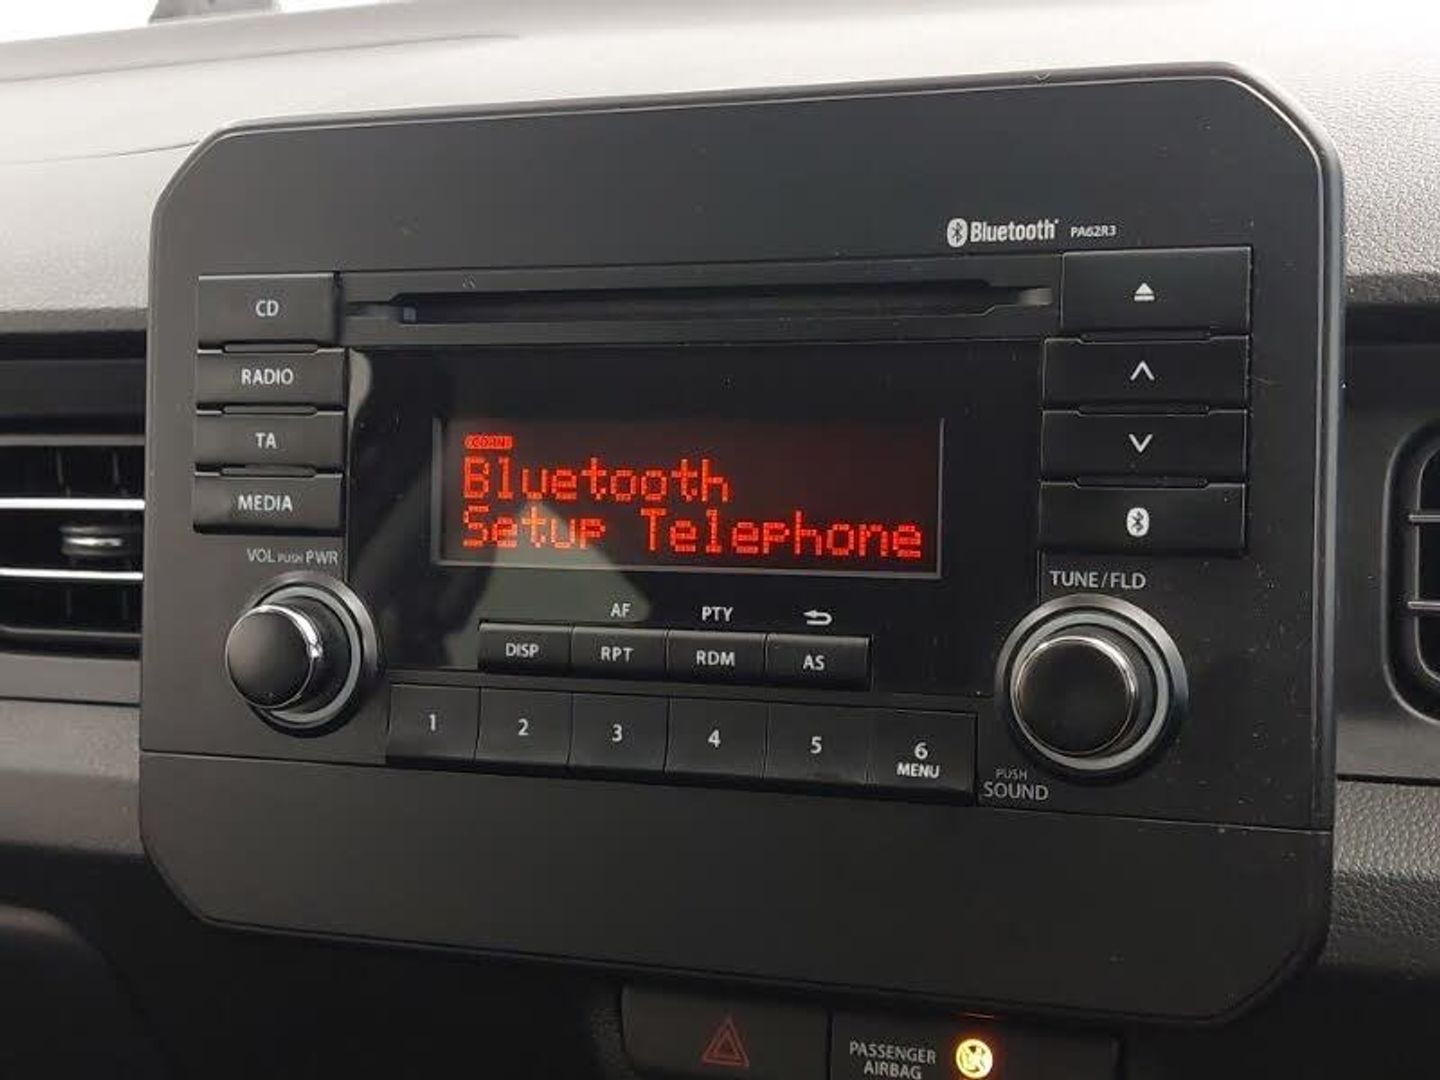 Bluetooth PA62R3
CD
RADIO
TA
MEDIA
VOL PUSH PWR
Bluetooth
Setup Telephone
TUNE/FLD
AF PTY
DISP RPT RDM AS
1 2 3 4 5 6
MENU
PUSH
SOUND
PASSENGER
AIRBAG